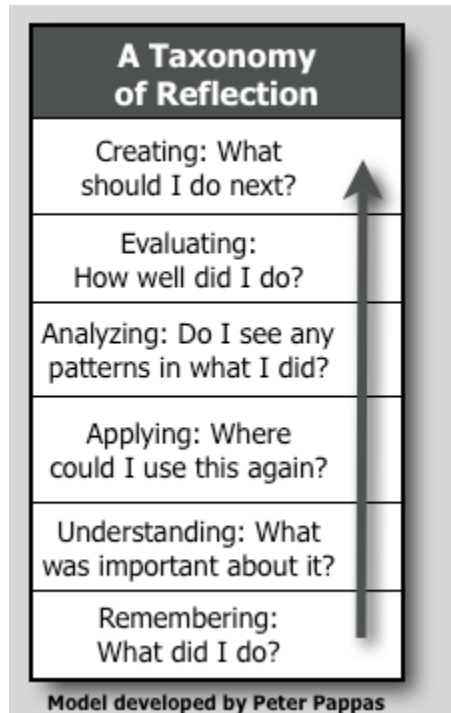 A Taxonomy
of Reflection
Creating: What
should I do next?
Evaluating:
How well did I do?
Analyzing: Do I see any
patterns in what I did?
Applying: Where
could I use this again?
Understanding: What
was important about it?
Remembering:
What did I do?
Model developed by Peter Pappas